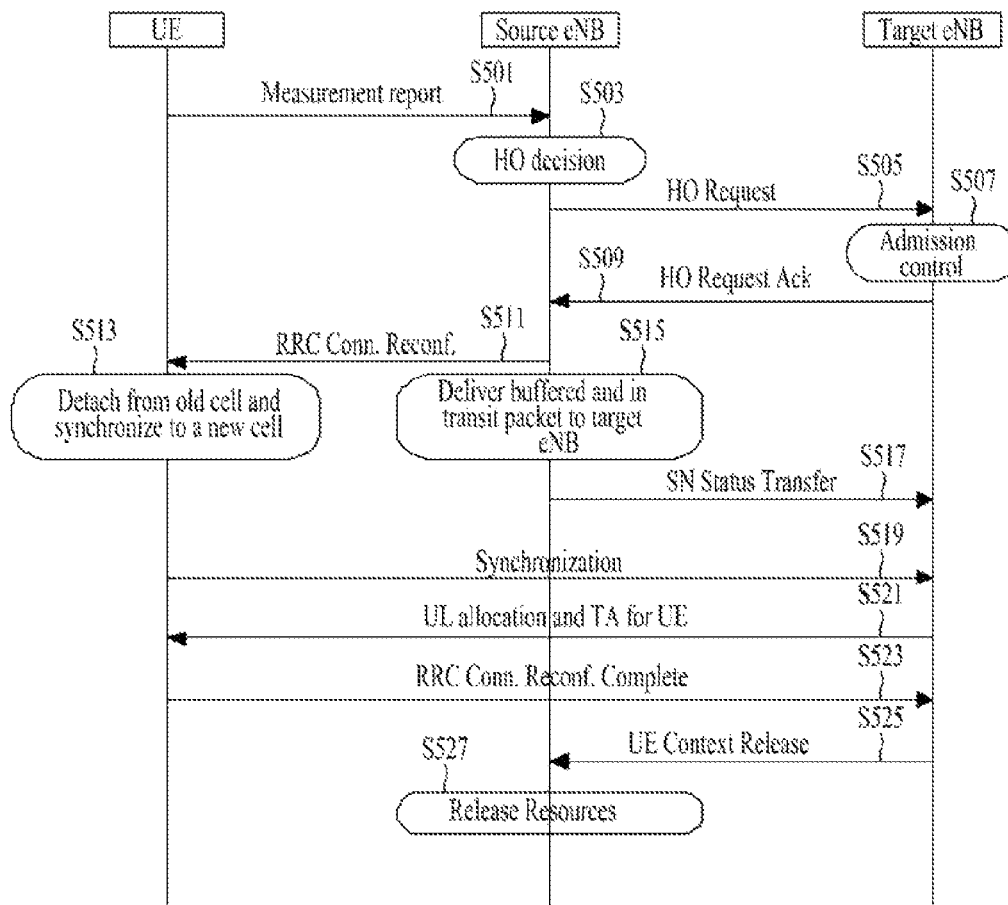 UE
Source eNB
Target eNB
S501
Measurement report
S503
HO decision
S505
HO Request
S507
Admission
control
S509
HO Request Ack
S511
RRC Conn. Reconf.
S513
Detach from old cell and
synchronize to a new cell
S515
Deliver buffered and in
transit packet to target
eNB
S517
SN Status Transfer
S519
Synchronization
S521
UL allocation and TA for UE
S523
RRC Conn. Reconf. Complete
S525
UE Context Release
S527
Release Resources